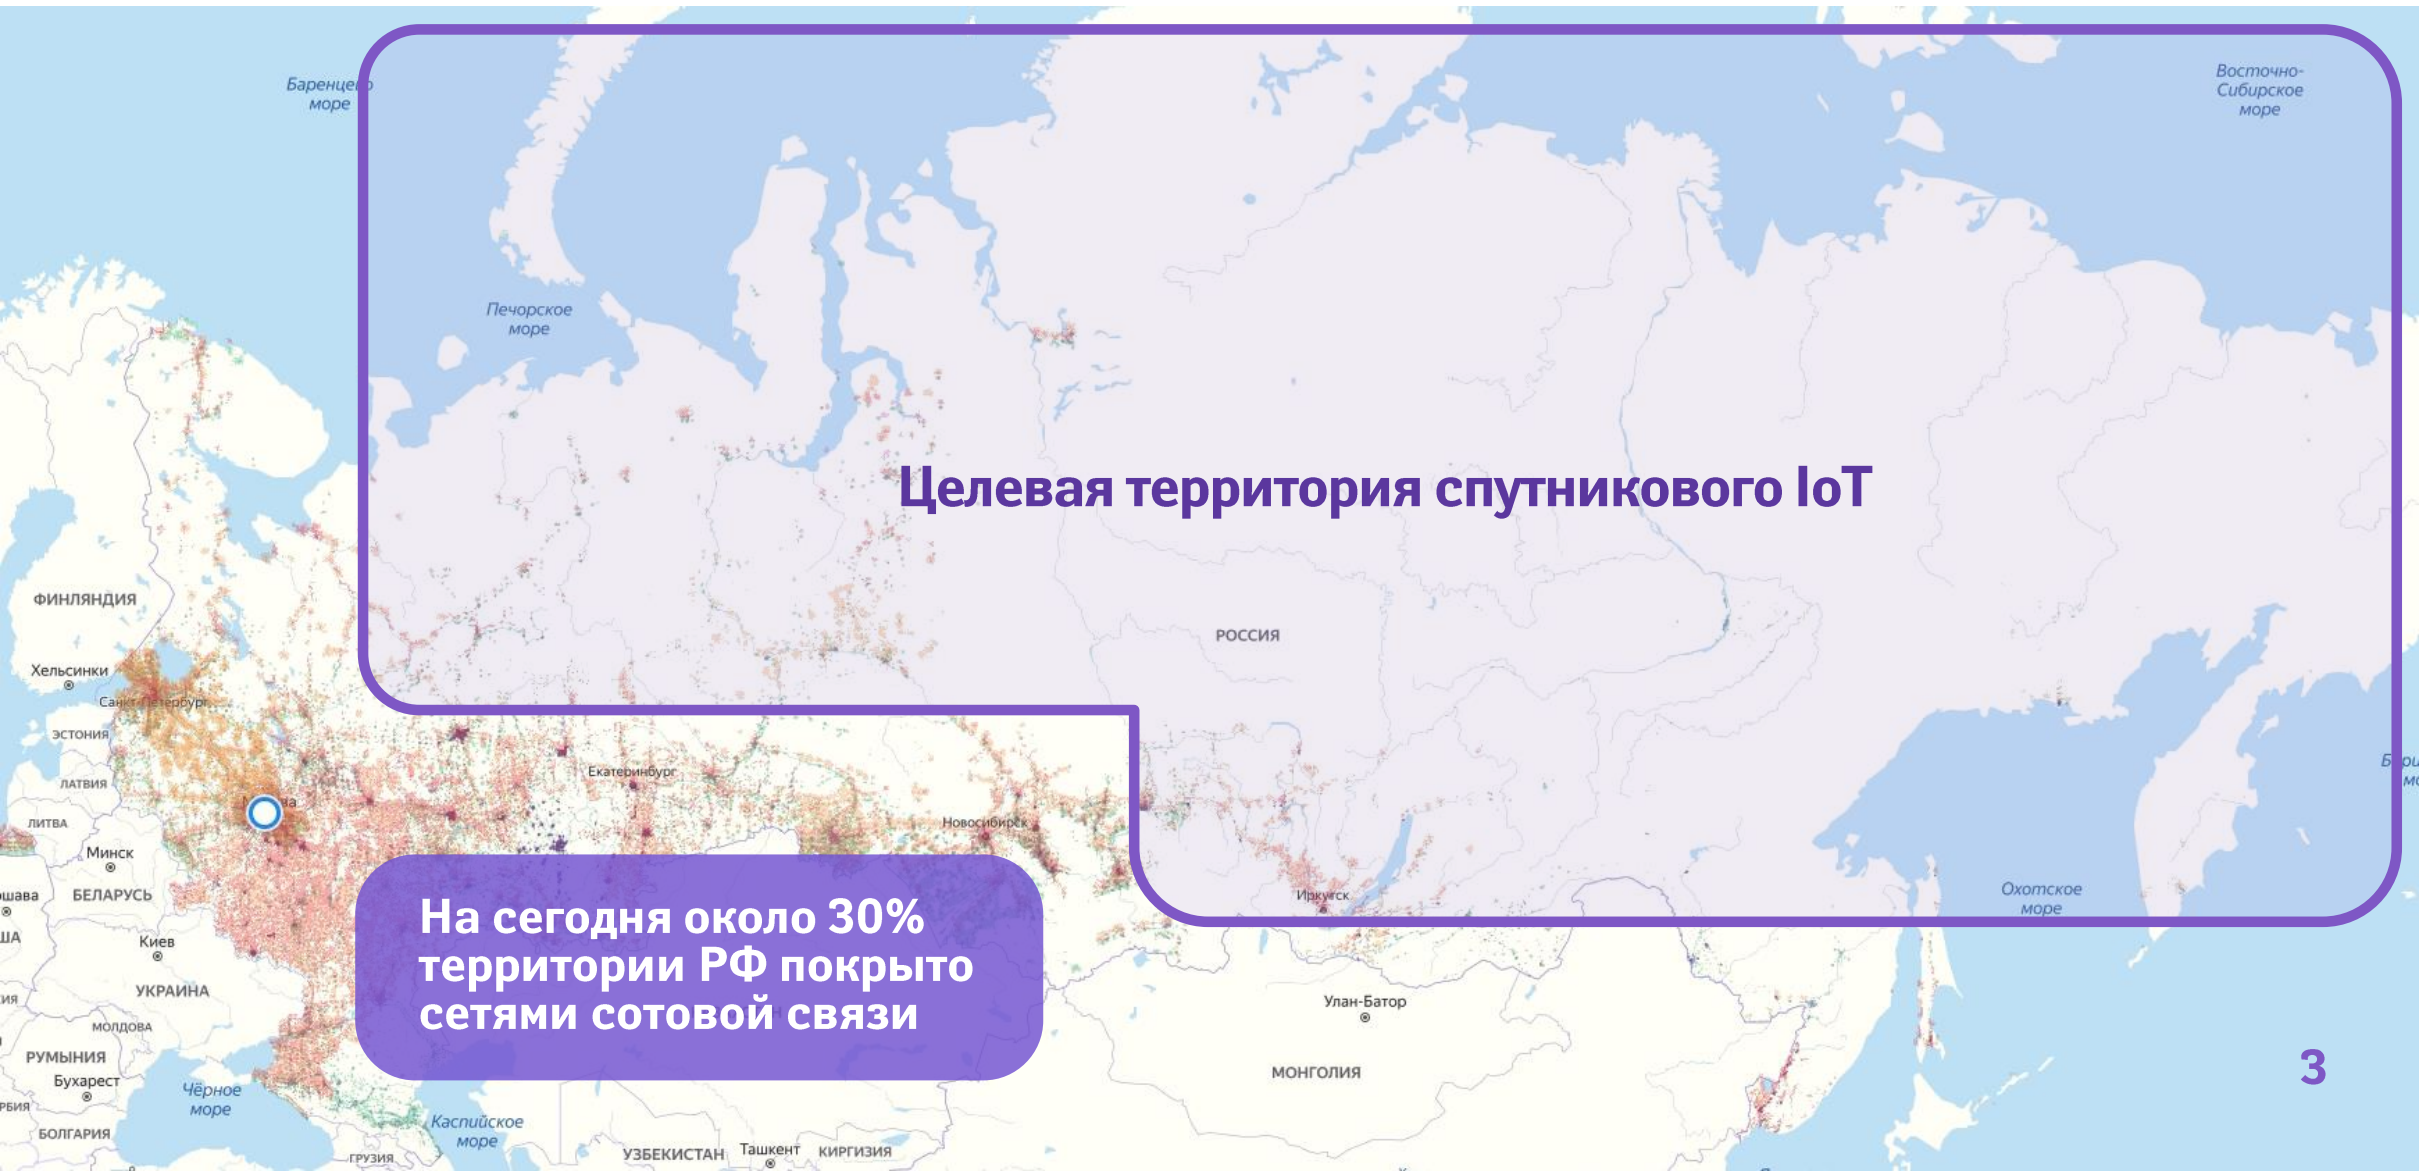 Баренцево
море
Восточно-
Сибирское
море
Печорское
море
Целевая территория спутникового IoT
ФИНЛЯНДИЯ
РОССИЯ
Хельсинки
Санкт-Петербург
ЭСТОНИЯ
ЛАТВИЯ
Екатеринбург
ЛИТВА
Новосибирск
Минск
БЕЛАРУСЬ
Иркутск
Охотское
море
На сегодня около 30%
территории РФ покрыто
сетями сотовой связи
Киев
УКРАИНА
Улан-Батор
МОЛДОВА
РУМЫНИЯ
МОНГОЛИЯ
3
Бухарест
Чёрное
море
Каспийское
море
БОЛГАРИЯ
ГРУЗИЯ
УЗБЕКИСТАН
Ташкент
КИРГИЗИЯ